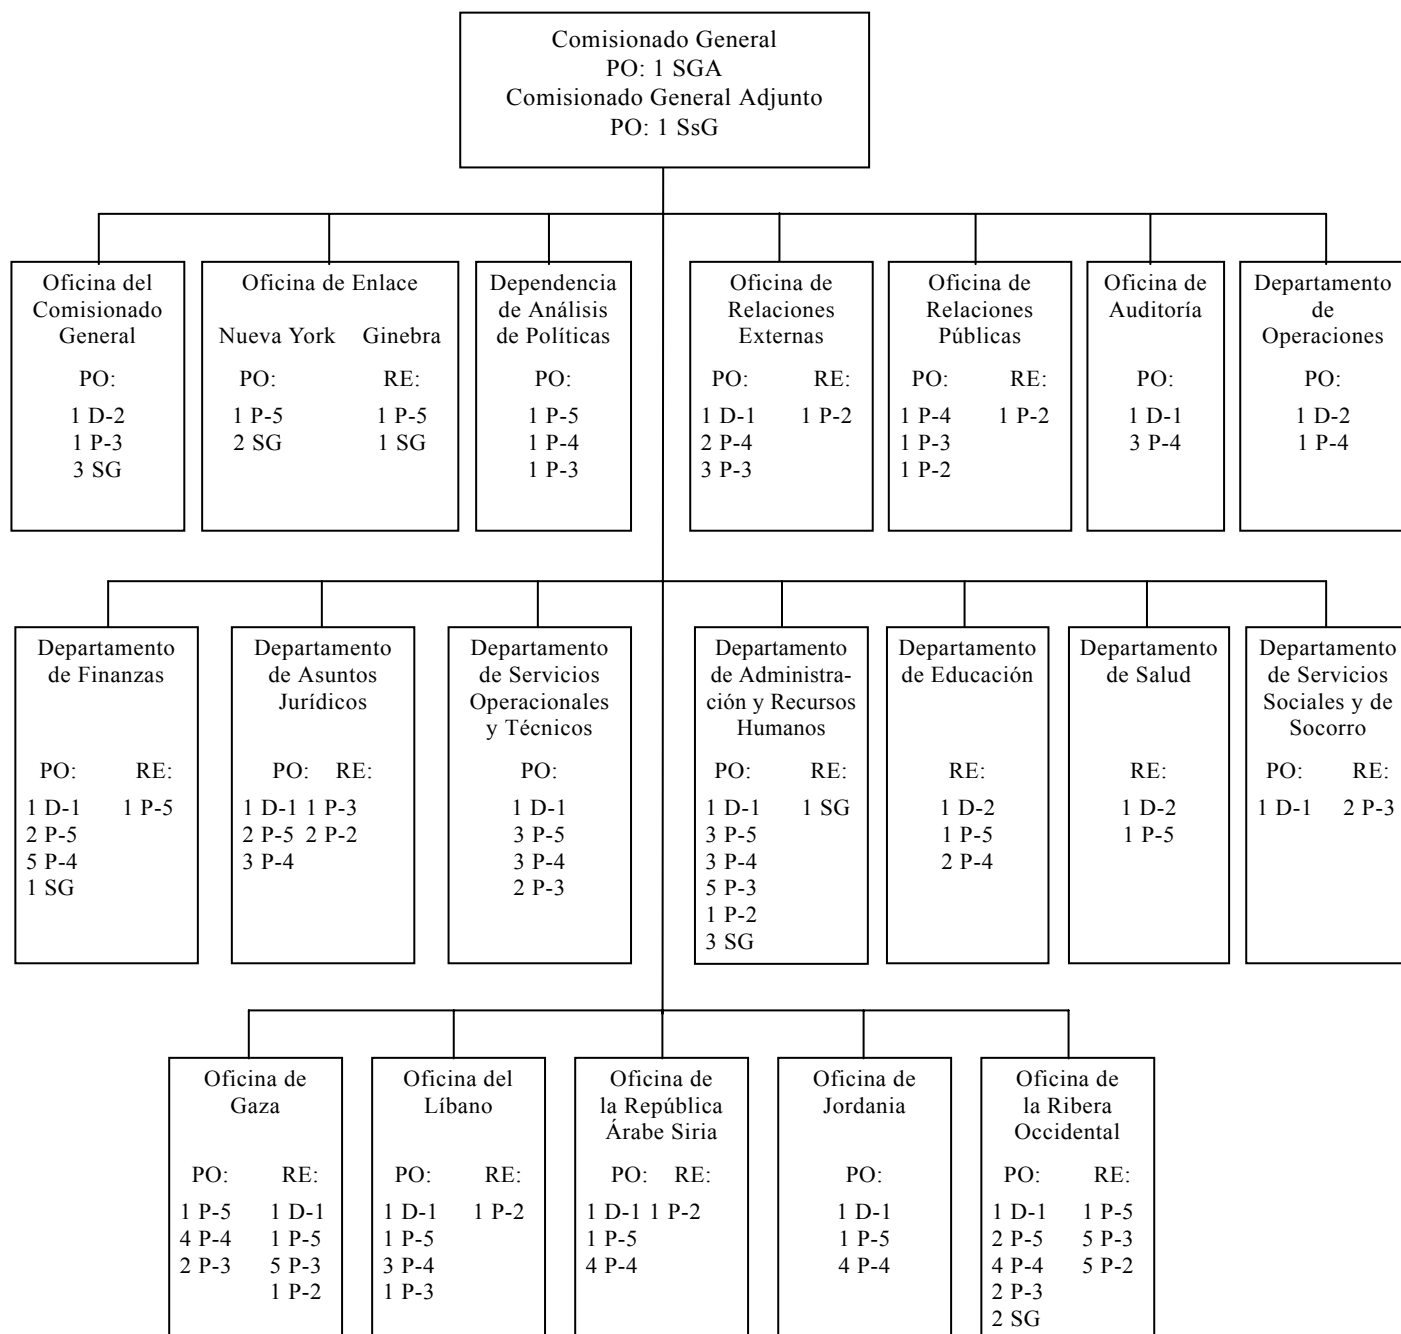 Comisionado General
PO: 1 SGA
Comisionado General Adjunto
PO: 1 SsG
Oficina del
Comisionado
General
PO:
1 D-2
1 P-3
3 SG
Oficina de Enlace
Nueva York Ginebra
PO: RE:
1 P-5 1 P-5
2 SG 1 SG
Dependencia
de Análisis
de Políticas
PO:
1 P-5
1 P-4
1 P-3
Oficina de
Relaciones
Externas
PO: RE:
1 D-1 1 P-2
2 P-4
3 P-3
Oficina de
Relaciones
Públicas
PO: RE:
1 P-4 1 P-2
1 P-3
1 P-2
Oficina de
Auditoría
PO:
1 D-1
3 P-4
Departamento
de
Operaciones
PO:
1 D-2
1 P-4
Departamento
de Finanzas
PO: RE:
1 D-1 1 P-5
2 P-5
5 P-4
1 SG
Departamento
de Asuntos
Jurídicos
PO: RE:
1 D-1 1 P-3
2 P-5 2 P-2
3 P-4
Departamento
de Servicios
Operacionales
y Técnicos
PO:
1 D-1
3 P-5
3 P-4
2 P-3
Departamento
de Administra-
ción y Recursos
Humanos
PO: RE:
1 D-1 1 SG
3 P-5
3 P-4
5 P-3
1 P-2
3 SG
Departamento
de Educación
RE:
1 D-2
1 P-5
2 P-4
Departamento
de Salud
RE:
1 D-2
1 P-5
Departamento
de Servicios
Sociales y de
Socorro
PO: RE:
1 D-1 2 P-3
Oficina de
Gaza
PO: RE:
1 P-5 1 D-1
4 P-4 1 P-5
2 P-3 5 P-3
1 P-2
Oficina del
Líbano
PO: RE:
1 D-1 1 P-2
1 P-5
3 P-4
1 P-3
Oficina de
la República
Árabe Siria
PO: RE:
1 D-1 1 P-2
1 P-5
4 P-4
Oficina de
Jordania
PO:
1 D-1
1 P-5
4 P-4
Oficina de
la Ribera
Occidental
PO: RE:
1 D-1 1 P-5
2 P-5 5 P-3
4 P-4 5 P-2
2 P-3
2 SG